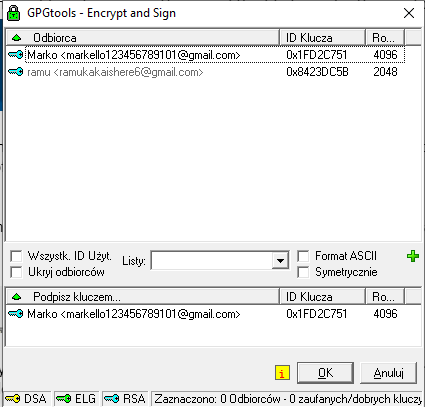 GPGtools - Encrypt and Sign
Odbiorca ID Klucza Ro...
Marko <markello123456789101@gmail.com> 0x1FD2C751 4096
ramu <ramukakaishere6@gmail.com> 0x8423DC5B 2048
Wszystk. ID Użyt. Listy: Format ASCII
Ukryj odbiorców Symetrycznie
Podpisz kluczem... ID Klucza Ro...
Marko <markello123456789101@gmail.com> 0x1FD2C751 4096
i OK Anuluj
DSA ELG RSA Zaznaczono: 0 Odbiorców - 0 zaufanych/dobrych kluczy